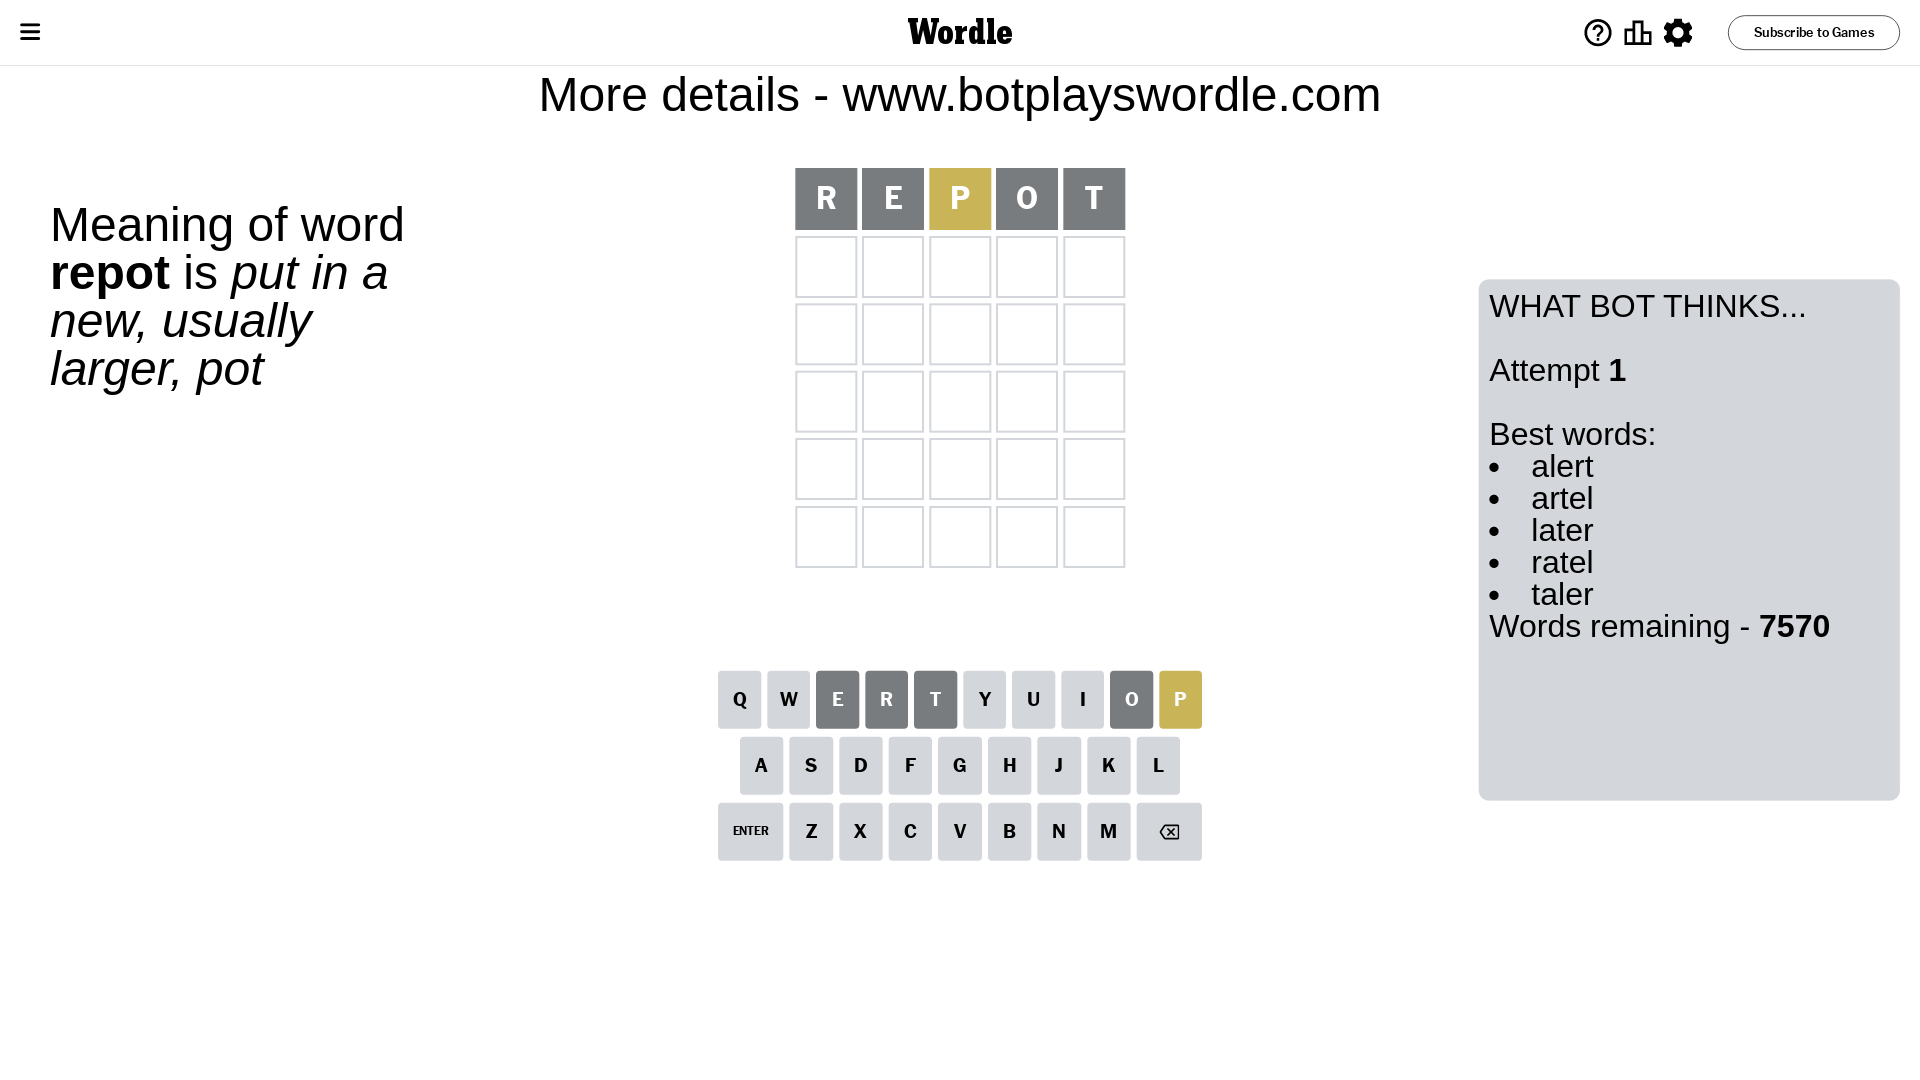 Wordle
Subscribe to Games
More details - www.botplayswordle.com
Meaning of word
repot is put in a
new, usually
larger, pot
R E P O T
WHAT BOT THINKS...
Attempt 1
Best words:
• alert
• artel
• later
• ratel
• taler
Words remaining - 7570
Q W E R T Y U I O P
A S D F G H J K L
ENTER Z X C V B N M